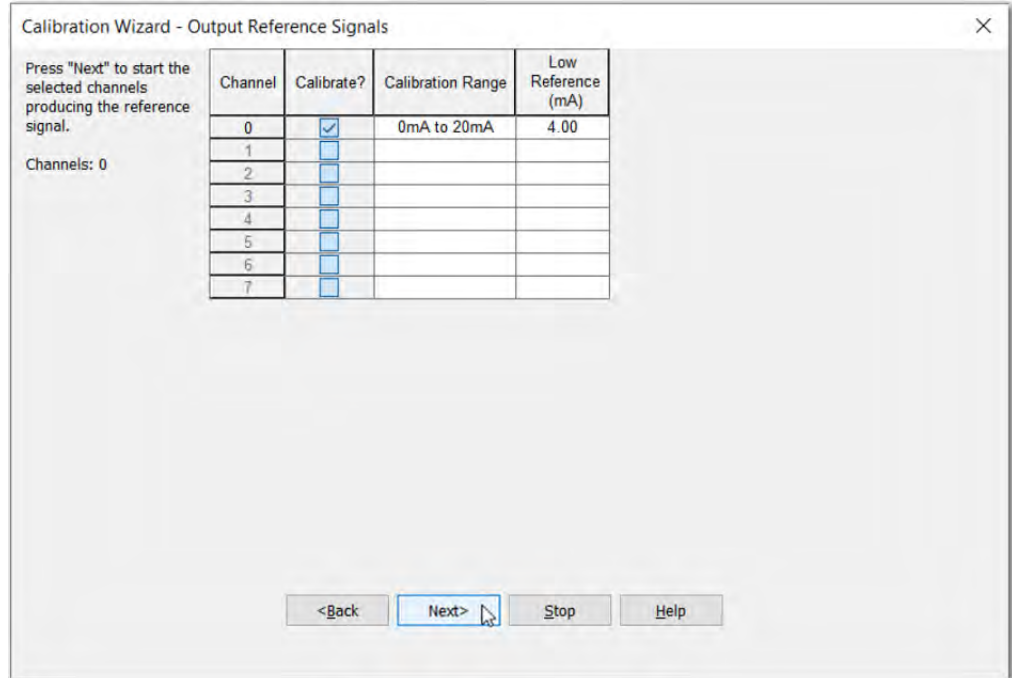 Calibration Wizard - Output Reference Signals
Press "Next" to start the
selected channels
producing the reference
signal.
Channels: 0
Channel Calibrate? Calibration Range Low Reference (mA)
0 0mA to 20mA 4.00
1
2
3
4
5
6
7
<Back Next> Stop Help